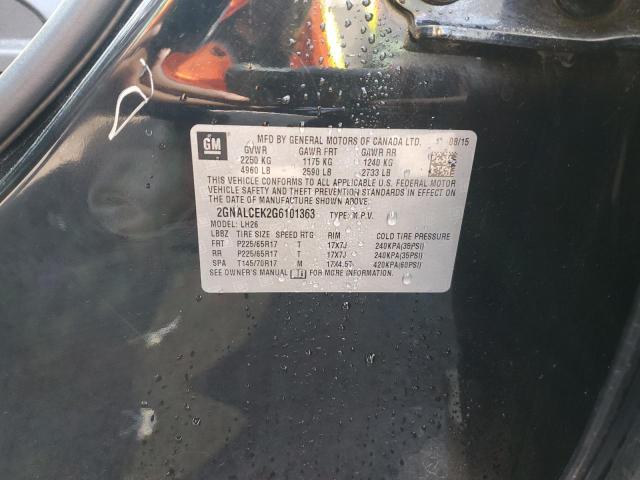 GM
MFD BY GENERAL MOTORS OF CANADA LTD. 08/15
GVWR GAWR FRT GAWR RR
2250 KG 1175 KG 1240 KG
4960 LB 2590 LB 2733 LB
THIS VEHICLE CONFORMS TO ALL APPLICABLE U.S. FEDERAL MOTOR
VEHICLE SAFETY AND THEFT PREVENTION STANDARDS IN EFFECT ON
THE DATE OF MANUFACTURE SHOWN ABOVE.
2GNALCEK2G6101363 TYPE: M.P.V.
MODEL: LH26
LBBZ TIRE SIZE SPEED RTG RIM COLD TIRE PRESSURE
FRT P225/65R17 T 17X7J 240KPA(35PSI)
RR P225/65R17 T 17X7J 240KPA(35PSI)
SPA T145/70R17 M 17X4.5T 420KPA(60PSI)
SEE OWNER'S MANUAL FOR MORE INFORMATION.